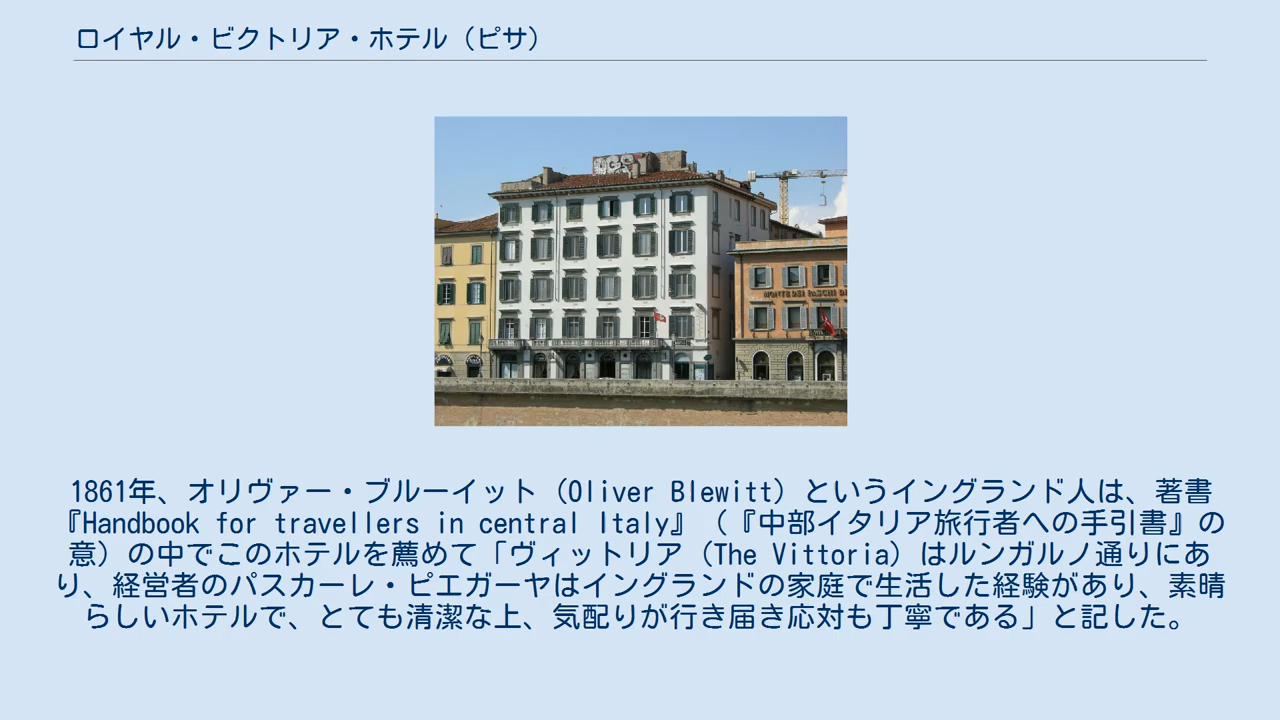 ロイヤル・ビクトリア・ホテル（ピサ）
MONTE DEI PASCHI DI
1861年、オリヴァー・ブルーイット（Oliver Blewitt）というイングランド人は、著書
『Handbook for travellers in central Italy』（『中部イタリア旅行者への手引書』の
意）の中でこのホテルを薦めて「ヴィットリア（The Vittoria）はルンガルノ通りにあ
り、経営者のパスカーレ・ピエガーヤはイングランドの家庭で生活した経験があり、素晴
らしいホテルで、とても清潔な上、気配りが行き届き応対も丁寧である」と記した。